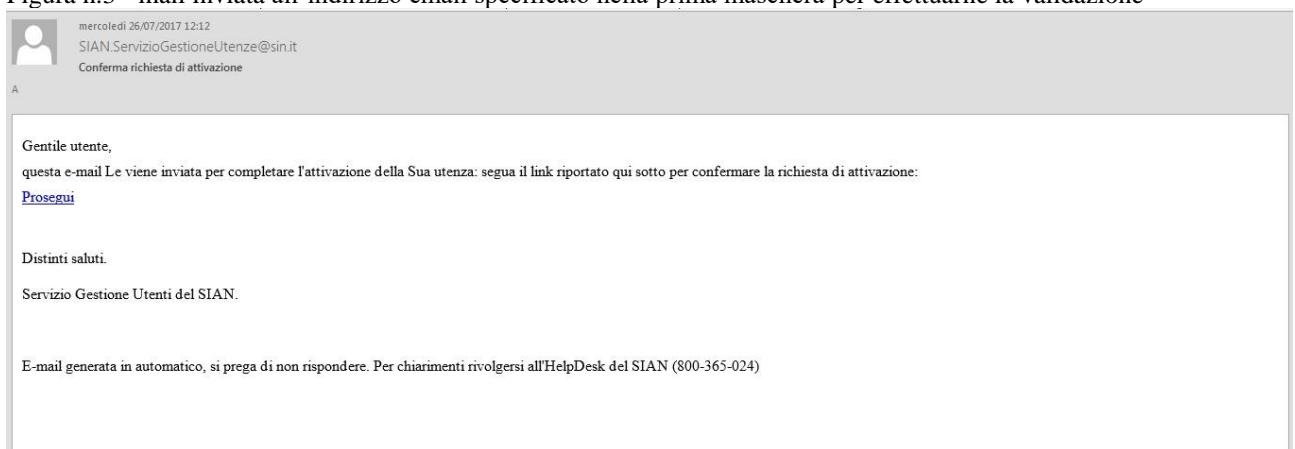 Figura n.3 - mail inviata all'indirizzo email specificato nella prima maschera per effettuarne la validazione
mercoledì 26/07/2017 12:12
SIAN.ServizioGestioneUtenze@sin.it
Conferma richiesta di attivazione
A
Gentile utente,
questa e-mail Le viene inviata per completare l'attivazione della Sua utenza: segua il link riportato qui sotto per confermare la richiesta di attivazione:
Prosegui
Distinti saluti.
Servizio Gestione Utenti del SIAN.
E-mail generata in automatico, si prega di non rispondere. Per chiarimenti rivolgersi all'HelpDesk del SIAN (800-365-024)